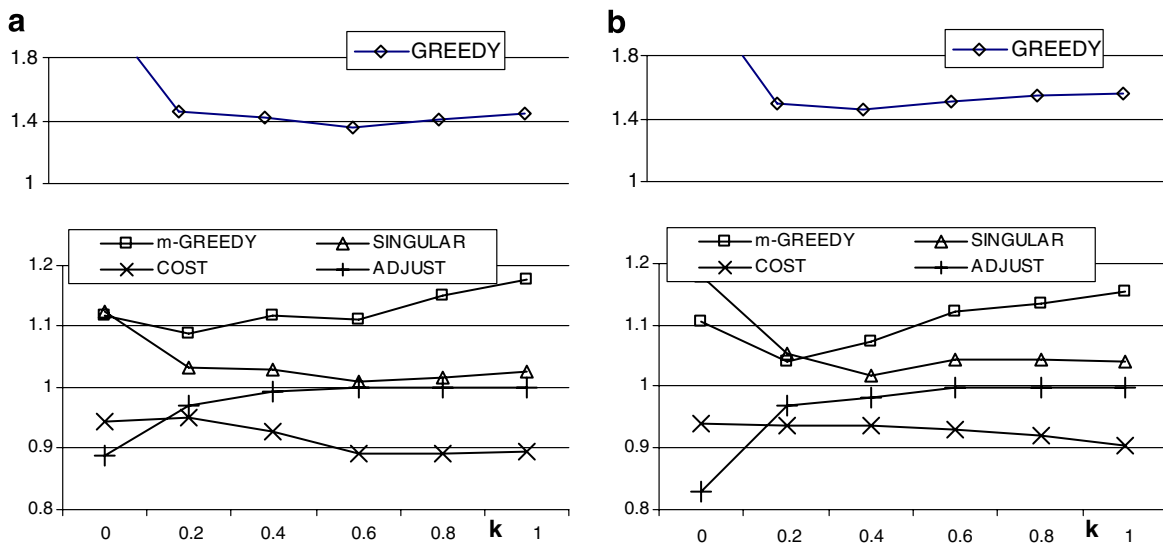 a
GREEDY
1.8
1.4
1
m-GREEDY
SINGULAR
COST
ADJUST
1.2
1.1
1
0.9
0.8
0 0.2 0.4 0.6 0.8 1
k
b
GREEDY
1.8
1.4
1
m-GREEDY
SINGULAR
COST
ADJUST
1.2
1.1
1
0.9
0.8
0 0.2 0.4 0.6 0.8 1
k